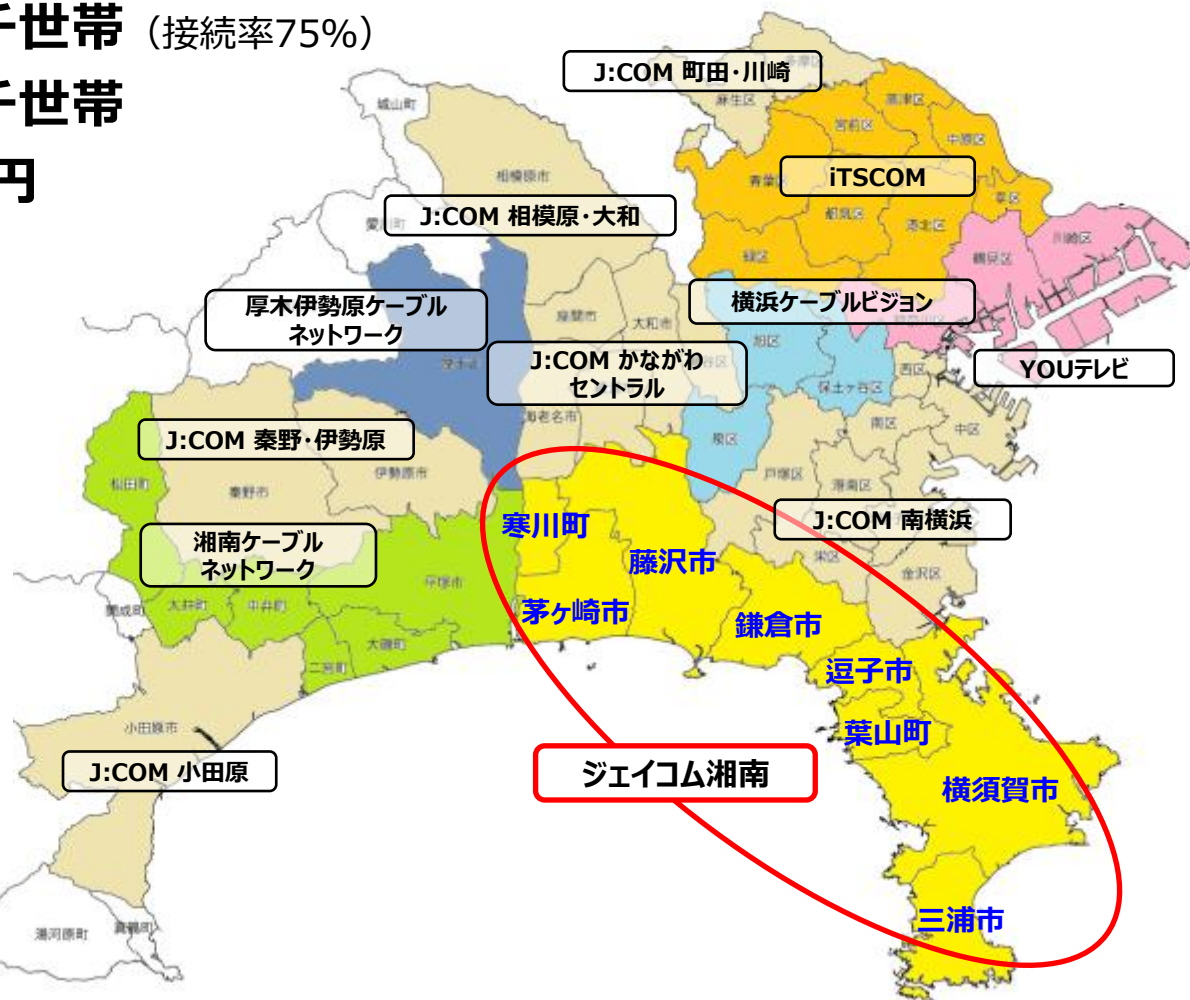 千世帯（接続率75%）
千世帯
円
J:COM 町田・川崎
麻生区
多摩区
高津区
宮前区
中原区
城山町
相模原市
青葉区
iTSCOM
幸区
都筑区
港北区
J:COM 相模原・大和
愛川町
緑区
鶴見区
川崎区
厚木伊勢原ケーブル
ネットワーク
横浜ケーブルビジョン
座間市
大和市
旭区
J:COM かながわ
セントラル
保土ヶ谷区
西区
YOUテレビ
海老名市
南区
中区
J:COM 秦野・伊勢原
泉区
伊勢原市
戸塚区
港南区
松田町
秦野市
寒川町
J:COM 南横浜
湘南ケーブル
ネットワーク
藤沢市
栄区
金沢区
平塚市
開成町
大井町
中井町
茅ヶ崎市
鎌倉市
大磯町
二宮町
逗子市
小田原市
葉山町
J:COM 小田原
ジェイコム湘南
横須賀市
三浦市
湯河原町
真鶴町